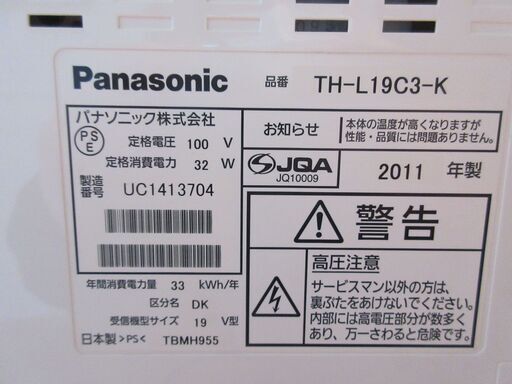 Panasonic 品番 TH-L19C3-K
パナソニック株式会社
PS
E
定格電圧 100 V
定格消費電力 32 W
製造
番号 UC1413704
お知らせ
本体の温度が高くなりますが
性能・品質には問題ありません。
JQA
JQ10009
2011 年製
警告
高圧注意
サービスマン以外の方は、
裏ぶたをあけないでください。
内部には高電圧部分が数多く
あり、万一さわると危険です。
年間消費電力量 33 kWh/年
区分名 DK
受信機型サイズ 19 V型
日本製 >PS< TBMH955